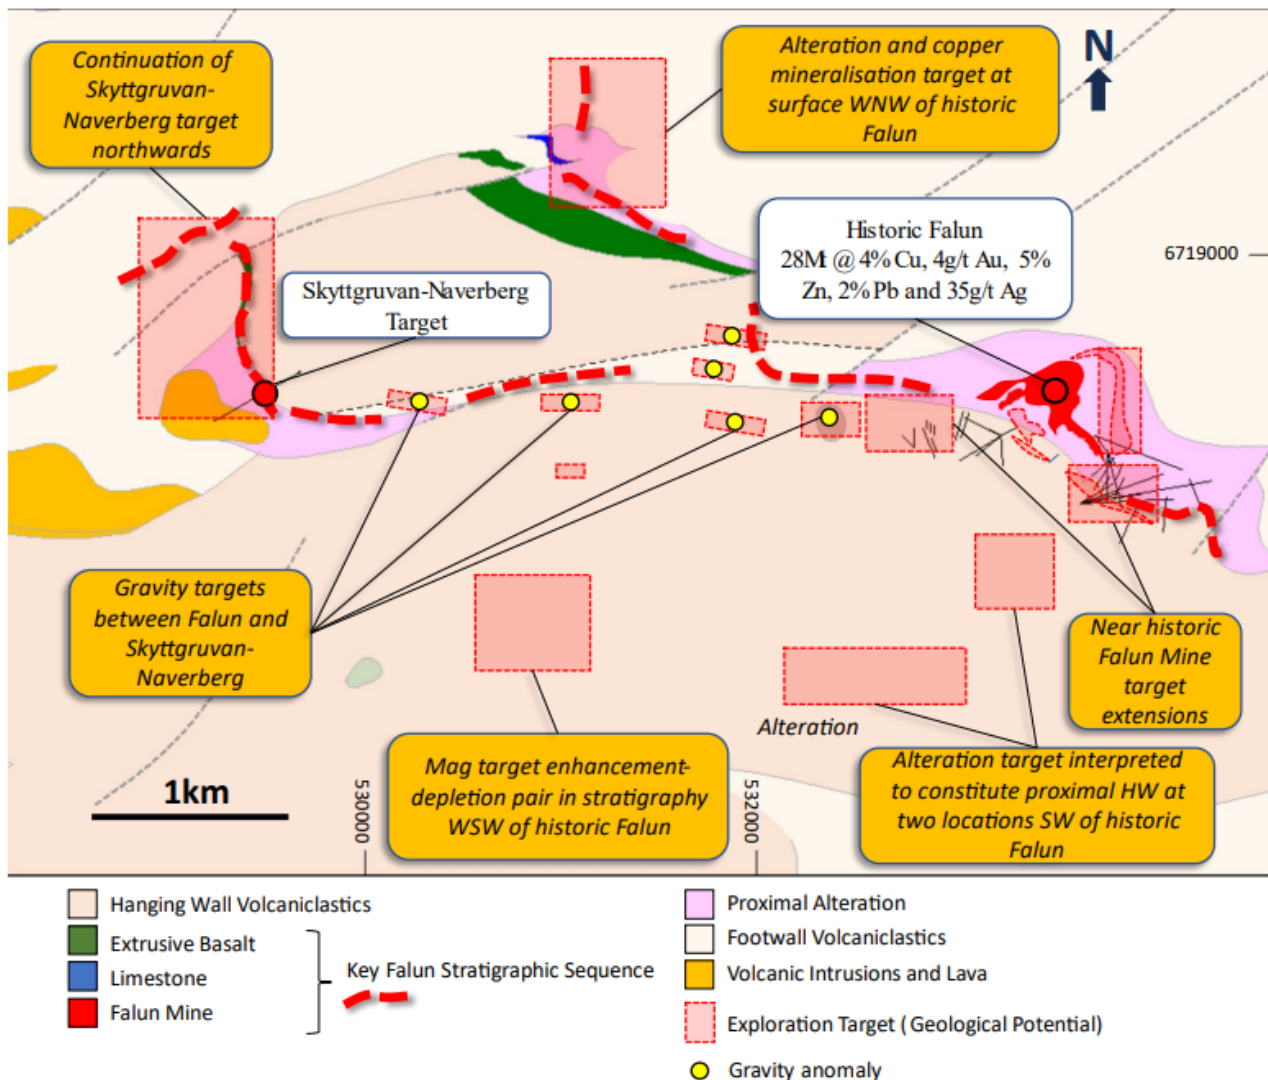 Continuation of
Skyttgruvan-
Naverberg target
northwards
Alteration and copper
mineralisation target at
surface WNW of historic
Falun
N
Historic Falun
28Mt @ 4% Cu, 4g/t Au, 5%
Zn, 2% Pb and 35g/t Ag
6719000
Skyttgruvan-Naverberg
Target
Gravity targets
between Falun and
Skyttgruvan-
Naverberg
Near historic
Falun Mine
target
extensions
Alteration
Mag target enhancement-
depletion pair in stratigraphy
WSW of historic Falun
Alteration target interpreted
to constitute proximal HW at
two locations SW of historic
Falun
1km
530000
532000
Hanging Wall Volcaniclastics
Extrusive Basalt
Limestone
Falun Mine
Key Falun Stratigraphic Sequence
Proximal Alteration
Footwall Volcaniclastics
Volcanic Intrusions and Lava
Exploration Target (Geological Potential)
Gravity anomaly